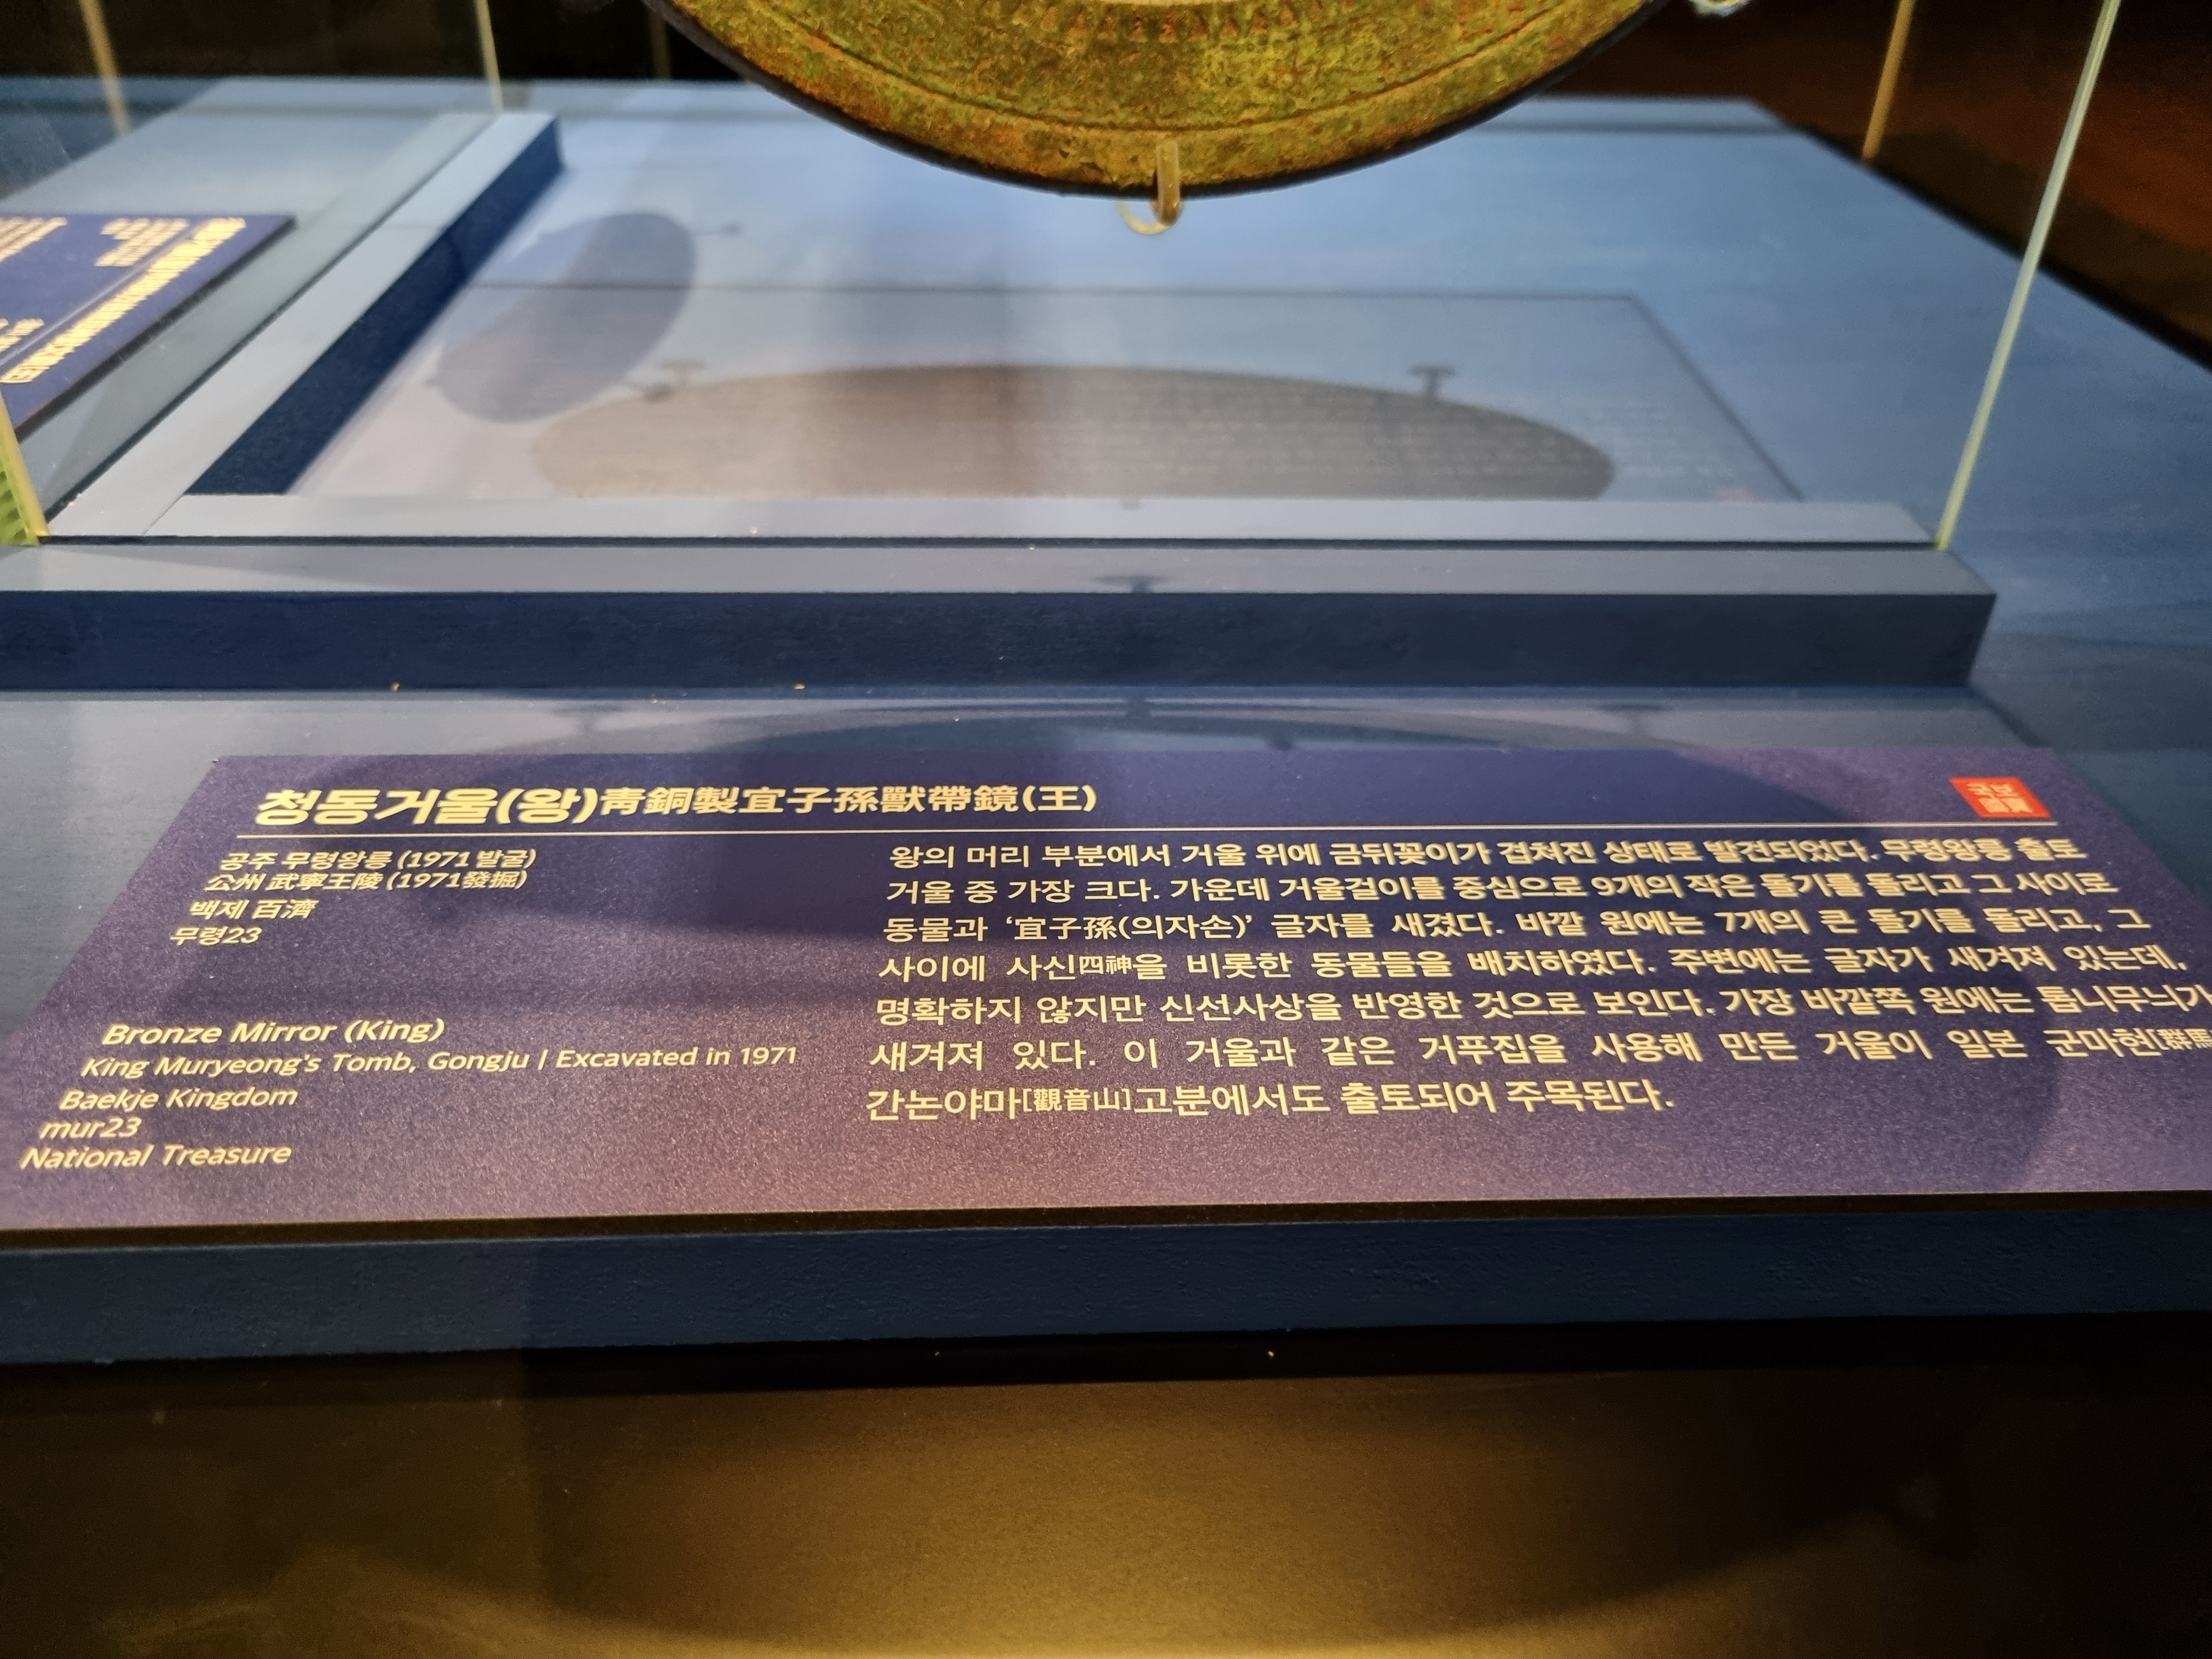 청동거울(왕)靑銅製宜子孫獸帶鏡(王)
국보
國寶
공주 무령왕릉 (1971 발굴)
公州 武寧王陵 (1971發掘)
백제 百濟
무령23
Bronze Mirror (King)
King Muryeong's Tomb, Gongju | Excavated in 1971
Baekje Kingdom
mur23
National Treasure
왕의 머리 부분에서 거울 위에 금뒤꽂이가 겹쳐진 상태로 발견되었다. 무령왕릉 출토
거울 중 가장 크다. 가운데 거울걸이를 중심으로 9개의 작은 돌기를 돌리고 그 사이로
동물과 ‘宜子孫(의자손)’ 글자를 새겼다. 바깥 원에는 7개의 큰 돌기를 돌리고, 그
사이에 사신四神을 비롯한 동물들을 배치하였다. 주변에는 글자가 새겨져 있는데,
명확하지 않지만 신선사상을 반영한 것으로 보인다. 가장 바깥쪽 원에는 톱니무늬가
새겨져 있다. 이 거울과 같은 거푸집을 사용해 만든 거울이 일본 군마현[群馬
간논야마[觀音山]고분에서도 출토되어 주목된다.